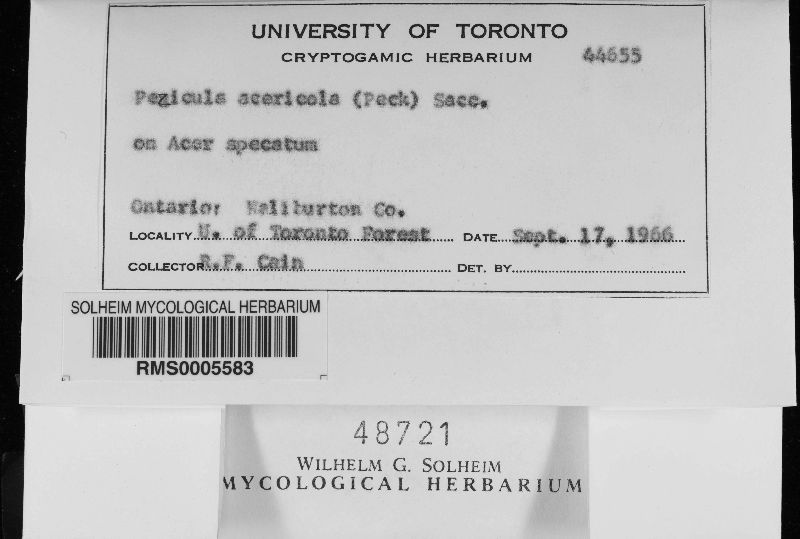 UNIVERSITY OF TORONTO
CRYPTOGAMIC HERBARIUM 44655
Pezicula acericola (Peck) Sacc.
on Acer specatum
Ontario: Haliburton Co.
LOCALITY U. of Toronto Forest DATE Sept. 17, 1966
COLLECTOR R.F. Cain DET. BY
SOLHEIM MYCOLOGICAL HERBARIUM
RMS0005583
48721
WILHELM G. SOLHEIM
MYCOLOGICAL HERBARIUM